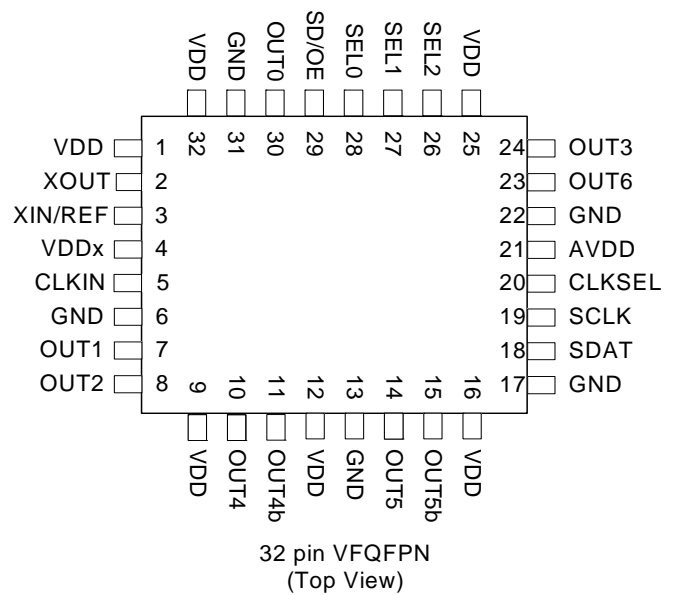 VDD
GND
OUT0
SD/OE
SEL0
SEL1
SEL2
VDD
32
31
30
29
28
27
26
25
VDD 1
XOUT 2
XIN/REF 3
VDDx 4
CLKIN 5
GND 6
OUT1 7
OUT2 8
24 OUT3
23 OUT6
22 GND
21 AVDD
20 CLKSEL
19 SCLK
18 SDAT
17 GND
9
10
11
12
13
14
15
16
VDD
OUT4
OUT4b
VDD
GND
OUT5
OUT5b
VDD
32 pin VFQFPN
(Top View)